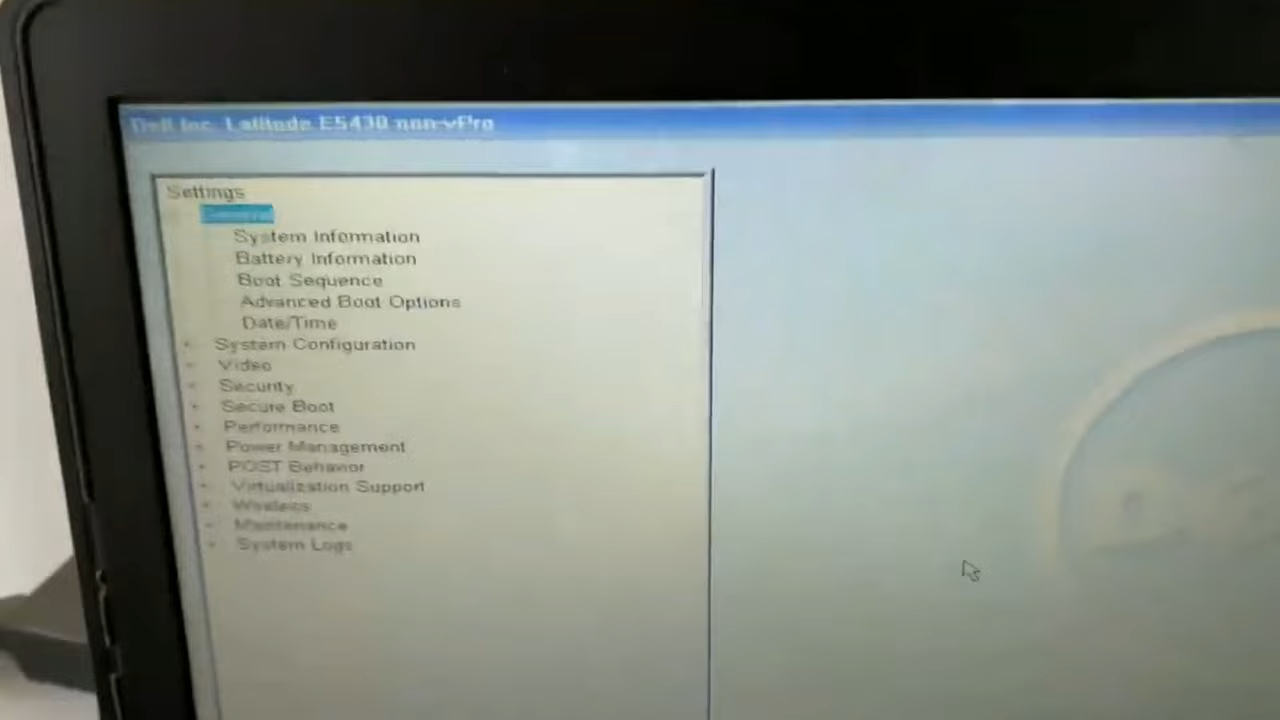 Dell Inc. Latitude E5430 non-vPro
Settings
General
System Information
Battery Information
Boot Sequence
Advanced Boot Options
Date/Time
System Configuration
Video
Security
Secure Boot
Performance
Power Management
POST Behavior
Virtualization Support
Wireless
Maintenance
System Logs